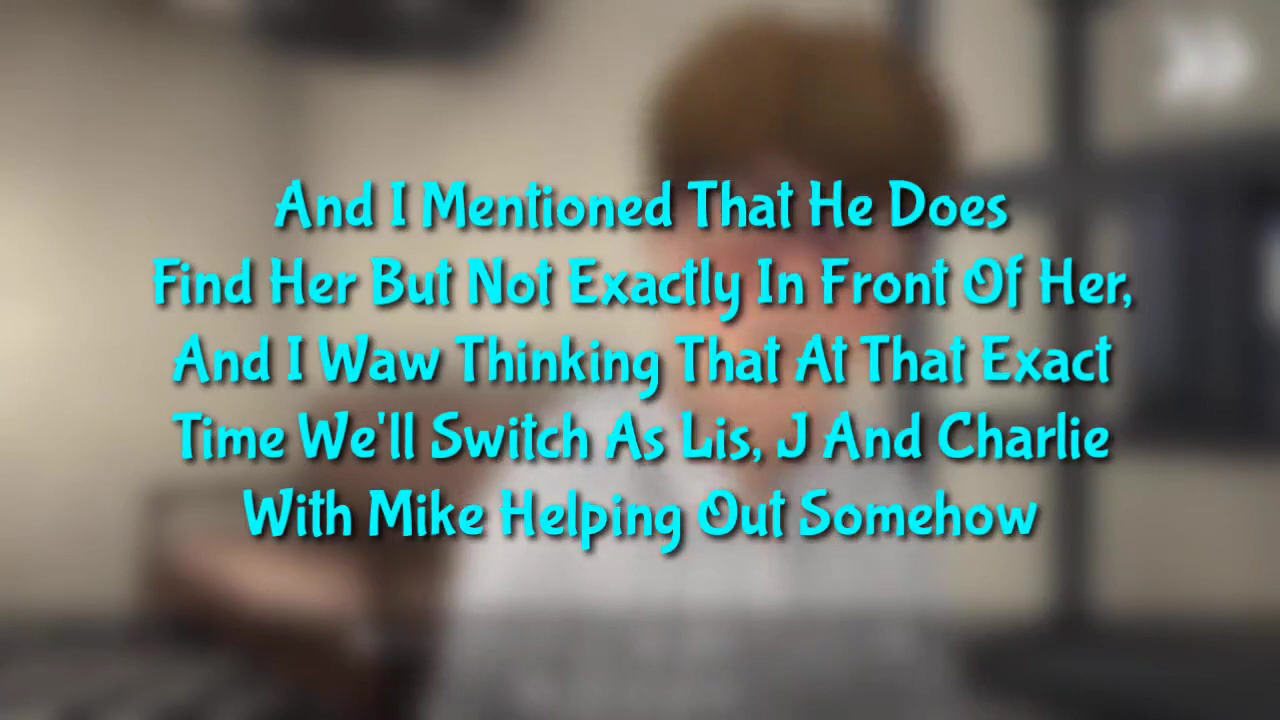 And I Mentioned That He Does
Find Her But Not Exactly In Front Of Her,
And I Waw Thinking That At That Exact
Time We'll Switch As Lis, J And Charlie
With Mike Helping Out Somehow